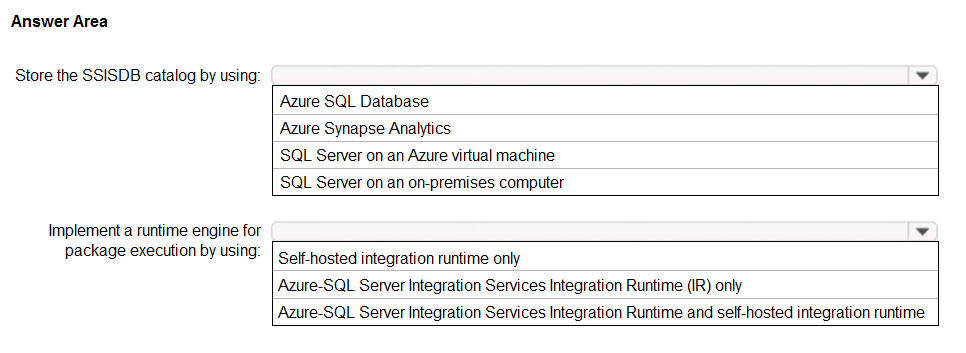 Answer Area
Store the SSISDB catalog by using:
Azure SQL Database
Azure Synapse Analytics
SQL Server on an Azure virtual machine
SQL Server on an on-premises computer
Implement a runtime engine for
package execution by using:
Self-hosted integration runtime only
Azure-SQL Server Integration Services Integration Runtime (IR) only
Azure-SQL Server Integration Services Integration Runtime and self-hosted integration runtime